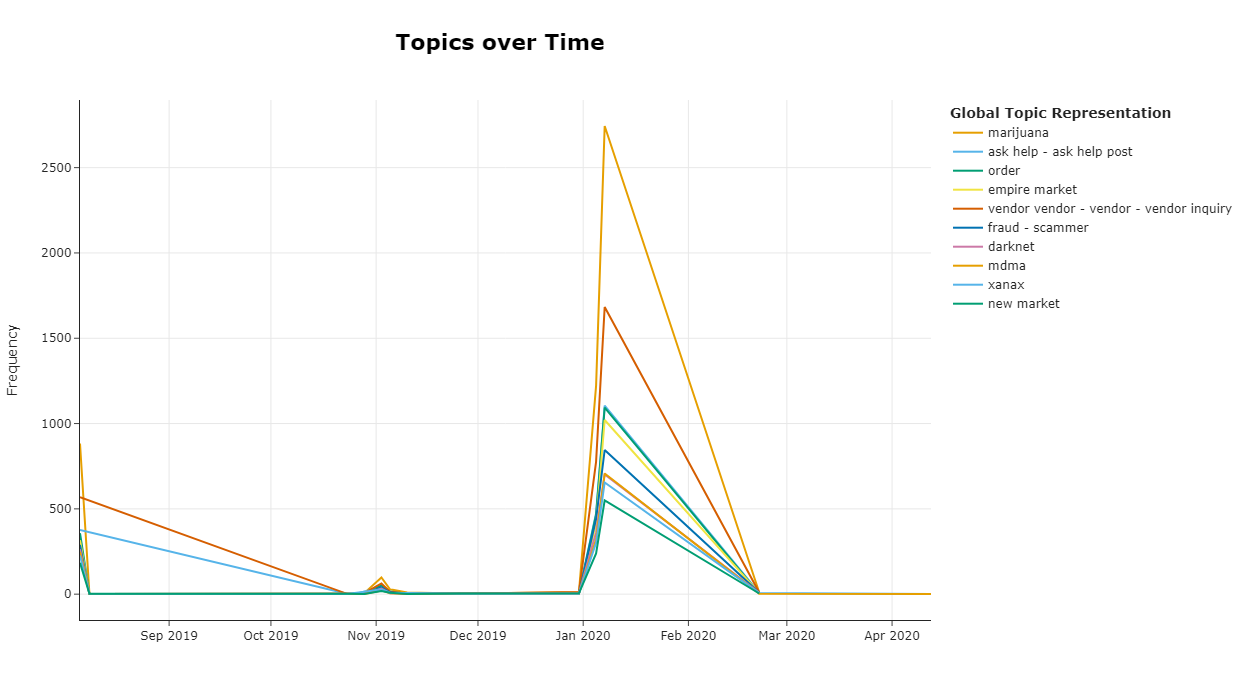 Topics over Time
Global Topic Representation
marijuana
ask help - ask help post
order
empire market
vendor vendor - vendor - vendor inquiry
fraud - scammer
darknet
mdma
xanax
new market
Frequency
2500
2000
1500
1000
500
0
Sep 2019
Oct 2019
Nov 2019
Dec 2019
Jan 2020
Feb 2020
Mar 2020
Apr 2020